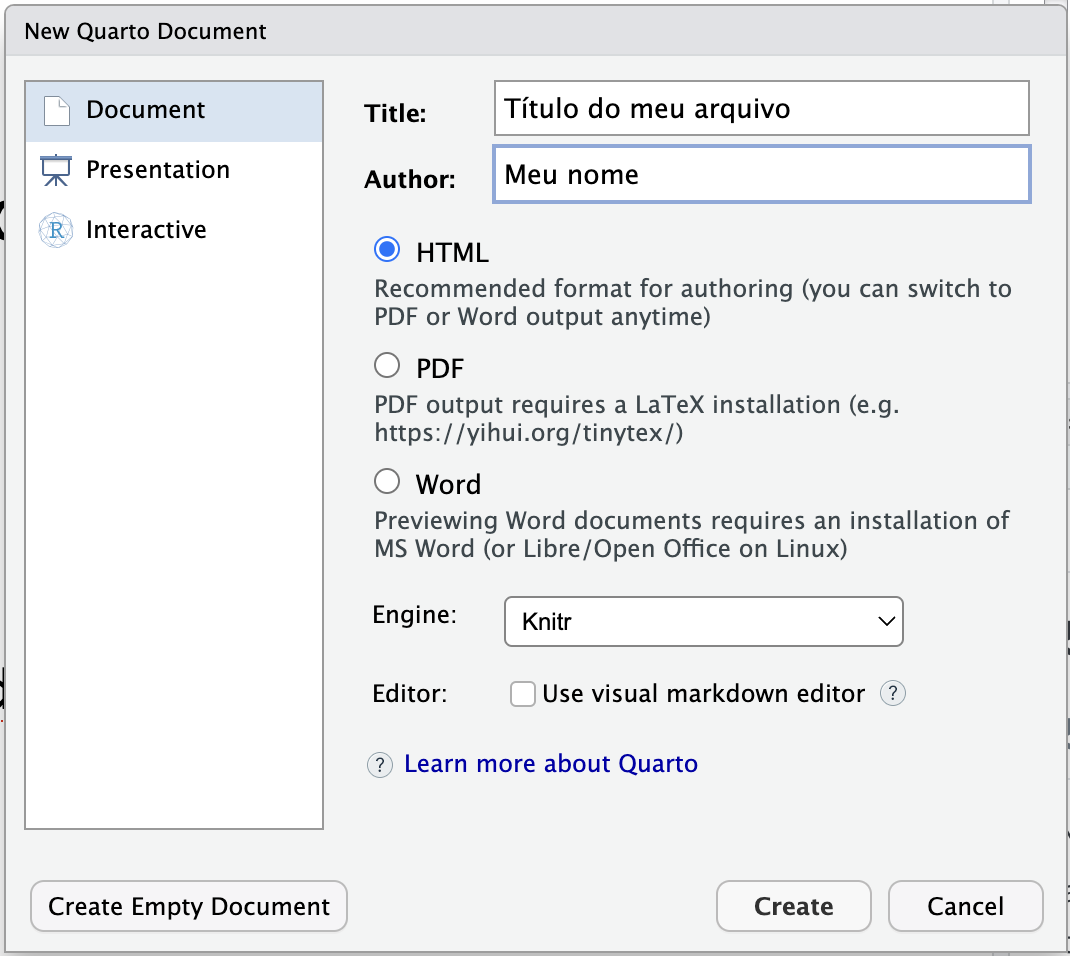 New Quarto Document
Document
Presentation
R Interactive
Title: Título do meu arquivo
Author: Meu nome
HTML
Recommended format for authoring (you can switch to
PDF or Word output anytime)
PDF
PDF output requires a LaTeX installation (e.g.
https://yihui.org/tinytex/)
Word
Previewing Word documents requires an installation of
MS Word (or Libre/Open Office on Linux)
Engine: Knitr
Editor: Use visual markdown editor ?
? Learn more about Quarto
Create Empty Document Create Cancel